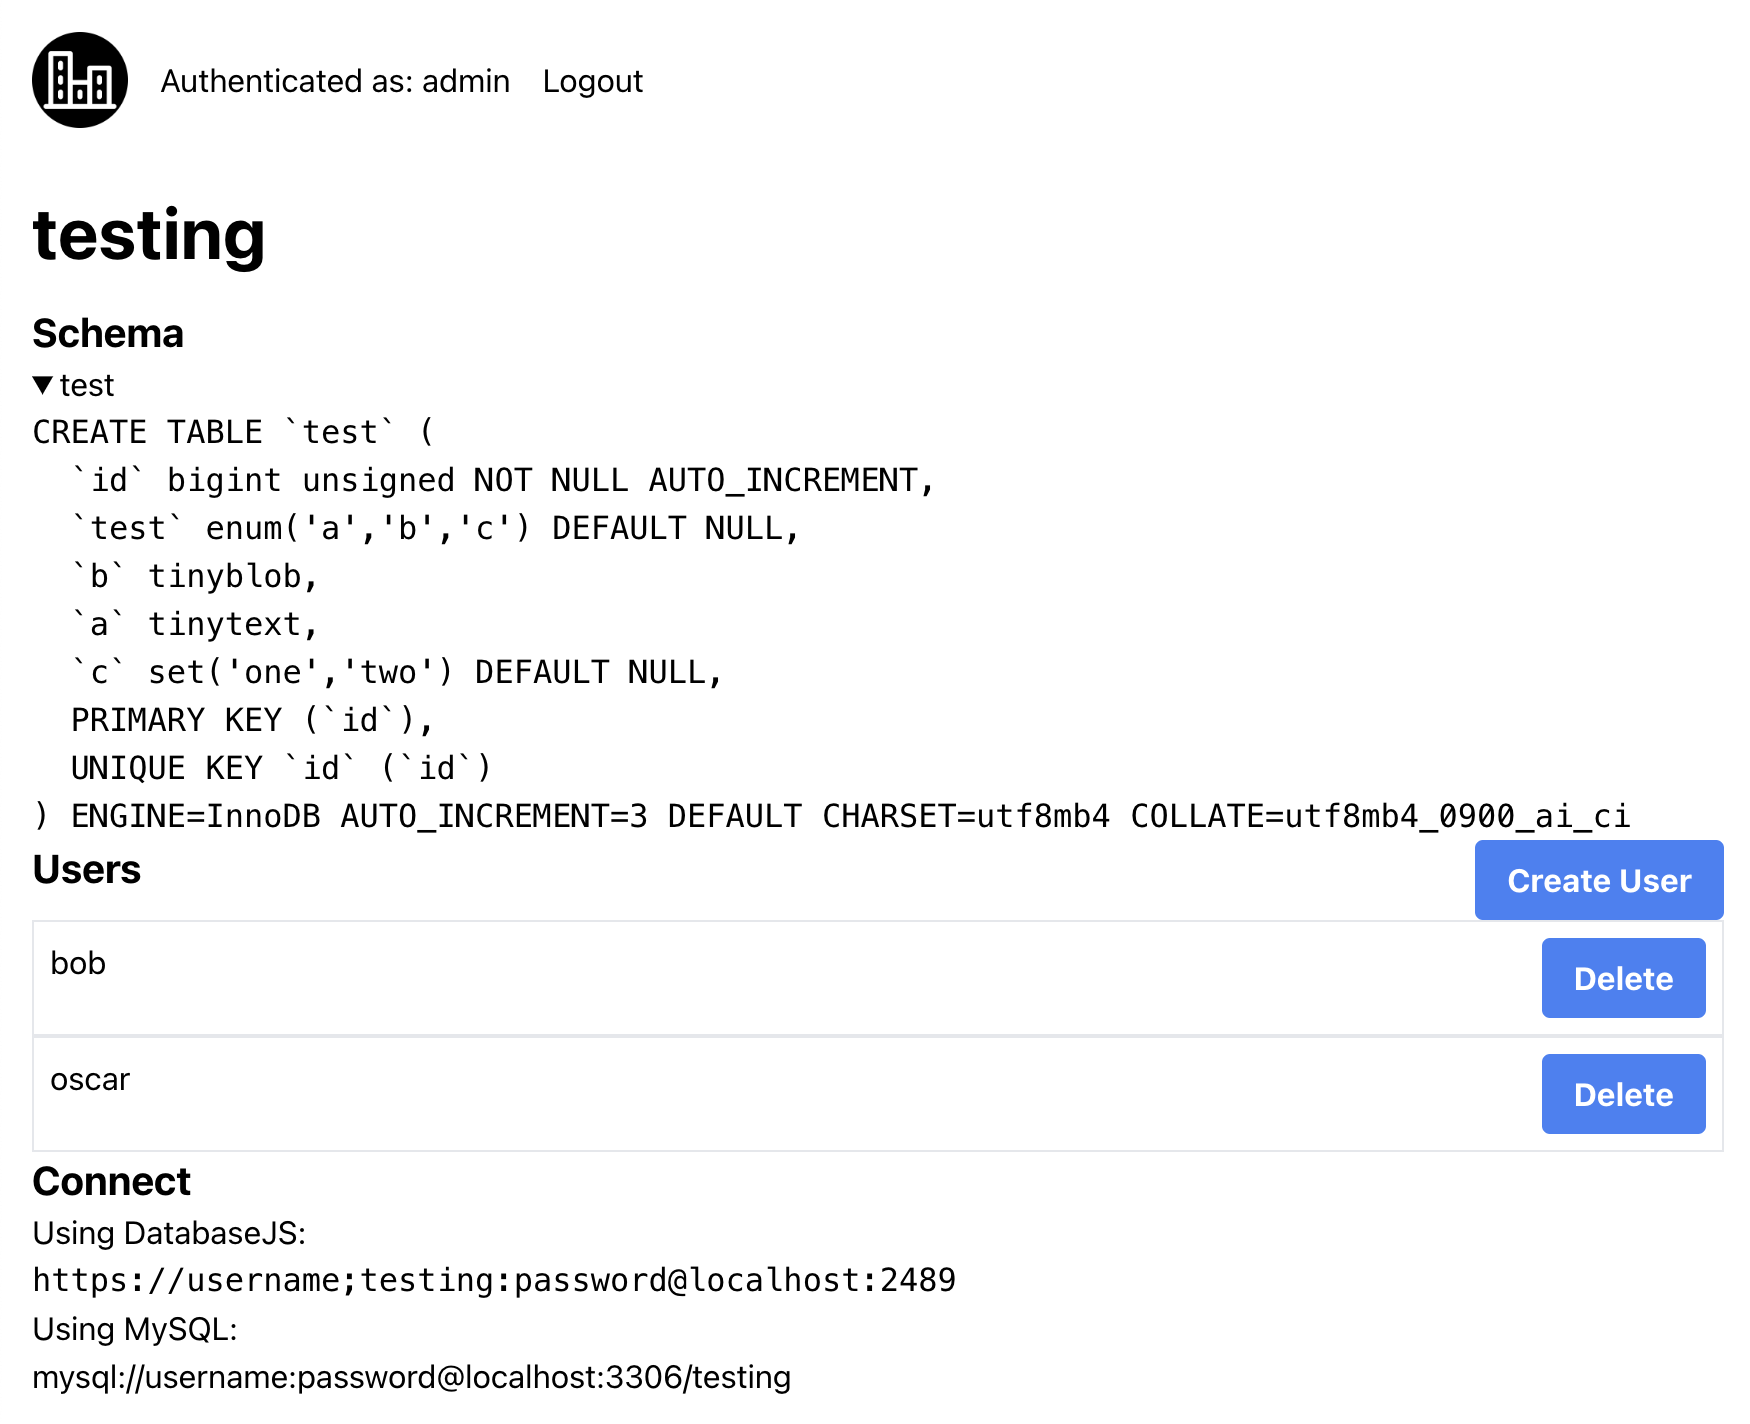 Authenticated as: admin Logout
testing
Schema
▼ test
CREATE TABLE `test` (
  `id` bigint unsigned NOT NULL AUTO_INCREMENT,
  `test` enum('a','b','c') DEFAULT NULL,
  `b` tinyblob,
  `a` tinytext,
  `c` set('one','two') DEFAULT NULL,
  PRIMARY KEY (`id`),
  UNIQUE KEY `id` (`id`)
) ENGINE=InnoDB AUTO_INCREMENT=3 DEFAULT CHARSET=utf8mb4 COLLATE=utf8mb4_0900_ai_ci
Users
Create User
bob
Delete
oscar
Delete
Connect
Using DatabaseJS:
https://username;testing:password@localhost:2489
Using MySQL:
mysql://username:password@localhost:3306/testing